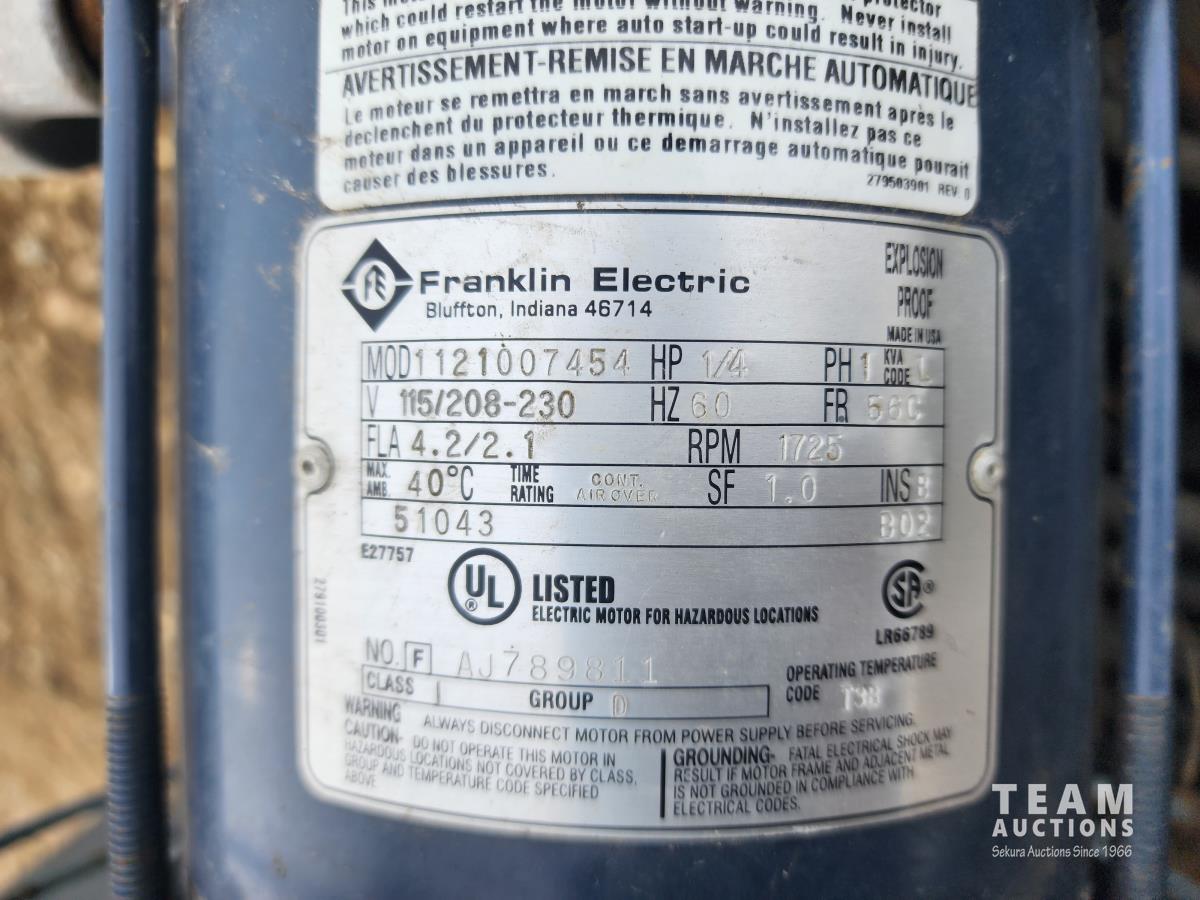 which could restart the motor without warning. Never install
motor on equipment where auto start-up could result in injury.
AVERTISSEMENT-REMISE EN MARCHE AUTOMATIQUE
Le moteur se remettra en march sans avertissement après le
declenchent du protecteur thermique. N'installez pas ce
moteur dans un appareil ou ce demarrage automatique pourait
causer des blessures.
279503901 REV. 0
FE
Franklin Electric
Bluffton, Indiana 46714
EXPLOSION
PROOF
MADE IN USA
MOD 1121007454 HP 1/4 PH 1 KVA CODE L
V 115/208-230 HZ 60 FR 56C
FLA 4.2/2.1 RPM 1725
MAX. AMB. 40°C TIME RATING CONT. AIR OVER SF 1.0 INS B
51043 B02
E27757
279100301
UL ® LISTED
ELECTRIC MOTOR FOR HAZARDOUS LOCATIONS
SA ®
LR66789
NO. F AJ789811
CLASS I GROUP D
OPERATING TEMPERATURE
CODE T3B
WARNING ALWAYS DISCONNECT MOTOR FROM POWER SUPPLY BEFORE SERVICING.
CAUTION- DO NOT OPERATE THIS MOTOR IN
HAZARDOUS LOCATIONS NOT COVERED BY CLASS,
GROUP AND TEMPERATURE CODE SPECIFIED
ABOVE
GROUNDING- FATAL ELECTRICAL SHOCK MAY
RESULT IF MOTOR FRAME AND ADJACENT METAL
IS NOT GROUNDED IN COMPLIANCE WITH
ELECTRICAL CODES.
TEAM
AUCTIONS
Sekura Auctions Since 1966